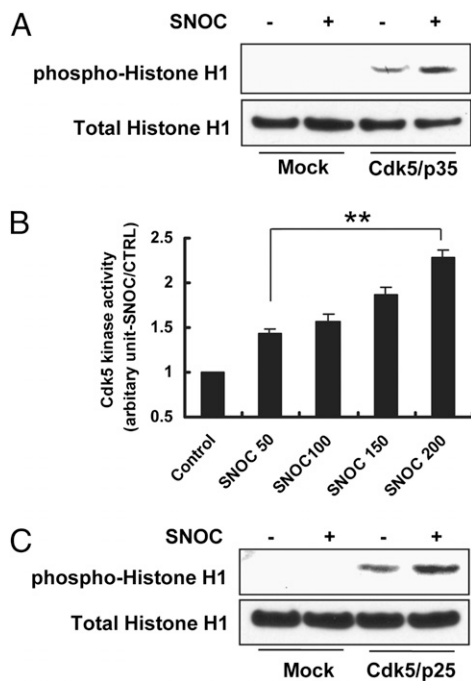 A
SNOC - + - +
phospho-Histone H1
Total Histone H1
Mock Cdk5/p35
B
**
Cdk5 kinase activity
(arbitary unit-SNOC/CTRL)
2.5
2
1.5
1
0.5
Control SNOC 50 SNOC100 SNOC 150 SNOC 200
C
SNOC - + - +
phospho-Histone H1
Total Histone H1
Mock Cdk5/p25